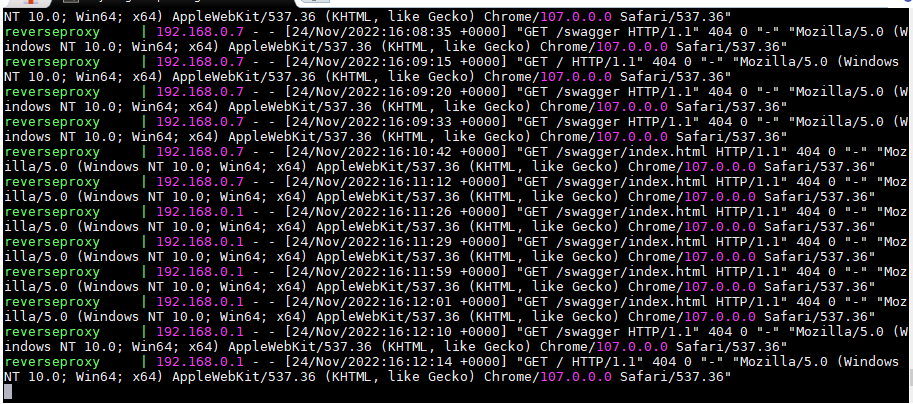 NT 10.0; Win64; x64) AppleWebKit/537.36 (KHTML, like Gecko) Chrome/107.0.0.0 Safari/537.36"
reverseproxy     | 192.168.0.7 - - [24/Nov/2022:16:08:35 +0000] "GET /swagger HTTP/1.1" 404 0 "-" "Mozilla/5.0 (W
indows NT 10.0; Win64; x64) AppleWebKit/537.36 (KHTML, like Gecko) Chrome/107.0.0.0 Safari/537.36"
reverseproxy     | 192.168.0.7 - - [24/Nov/2022:16:09:15 +0000] "GET / HTTP/1.1" 404 0 "-" "Mozilla/5.0 (Windows
NT 10.0; Win64; x64) AppleWebKit/537.36 (KHTML, like Gecko) Chrome/107.0.0.0 Safari/537.36"
reverseproxy     | 192.168.0.7 - - [24/Nov/2022:16:09:20 +0000] "GET /swagger HTTP/1.1" 404 0 "-" "Mozilla/5.0 (W
indows NT 10.0; Win64; x64) AppleWebKit/537.36 (KHTML, like Gecko) Chrome/107.0.0.0 Safari/537.36"
reverseproxy     | 192.168.0.7 - - [24/Nov/2022:16:09:33 +0000] "GET /swagger HTTP/1.1" 404 0 "-" "Mozilla/5.0 (W
indows NT 10.0; Win64; x64) AppleWebKit/537.36 (KHTML, like Gecko) Chrome/107.0.0.0 Safari/537.36"
reverseproxy     | 192.168.0.7 - - [24/Nov/2022:16:10:42 +0000] "GET /swagger/index.html HTTP/1.1" 404 0 "-" "Moz
illa/5.0 (Windows NT 10.0; Win64; x64) AppleWebKit/537.36 (KHTML, like Gecko) Chrome/107.0.0.0 Safari/537.36"
reverseproxy     | 192.168.0.7 - - [24/Nov/2022:16:11:12 +0000] "GET /swagger/index.html HTTP/1.1" 404 0 "-" "Moz
illa/5.0 (Windows NT 10.0; Win64; x64) AppleWebKit/537.36 (KHTML, like Gecko) Chrome/107.0.0.0 Safari/537.36"
reverseproxy     | 192.168.0.1 - - [24/Nov/2022:16:11:26 +0000] "GET /swagger/index.html HTTP/1.1" 404 0 "-" "Moz
illa/5.0 (Windows NT 10.0; Win64; x64) AppleWebKit/537.36 (KHTML, like Gecko) Chrome/107.0.0.0 Safari/537.36"
reverseproxy     | 192.168.0.1 - - [24/Nov/2022:16:11:29 +0000] "GET /swagger/index.html HTTP/1.1" 404 0 "-" "Moz
illa/5.0 (Windows NT 10.0; Win64; x64) AppleWebKit/537.36 (KHTML, like Gecko) Chrome/107.0.0.0 Safari/537.36"
reverseproxy     | 192.168.0.1 - - [24/Nov/2022:16:11:59 +0000] "GET /swagger/index.html HTTP/1.1" 404 0 "-" "Moz
illa/5.0 (Windows NT 10.0; Win64; x64) AppleWebKit/537.36 (KHTML, like Gecko) Chrome/107.0.0.0 Safari/537.36"
reverseproxy     | 192.168.0.1 - - [24/Nov/2022:16:12:01 +0000] "GET /swagger/index.html HTTP/1.1" 404 0 "-" "Moz
illa/5.0 (Windows NT 10.0; Win64; x64) AppleWebKit/537.36 (KHTML, like Gecko) Chrome/107.0.0.0 Safari/537.36"
reverseproxy     | 192.168.0.1 - - [24/Nov/2022:16:12:10 +0000] "GET /swagger HTTP/1.1" 404 0 "-" "Mozilla/5.0 (W
indows NT 10.0; Win64; x64) AppleWebKit/537.36 (KHTML, like Gecko) Chrome/107.0.0.0 Safari/537.36"
reverseproxy     | 192.168.0.1 - - [24/Nov/2022:16:12:14 +0000] "GET / HTTP/1.1" 404 0 "-" "Mozilla/5.0 (Windows
NT 10.0; Win64; x64) AppleWebKit/537.36 (KHTML, like Gecko) Chrome/107.0.0.0 Safari/537.36"